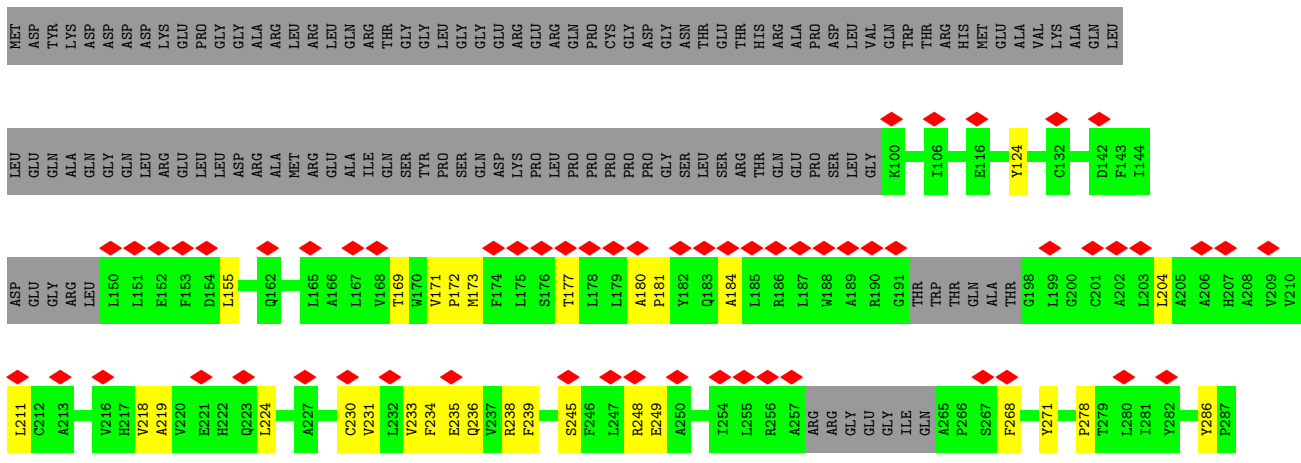 MET ASP TYR LYS ASP ASP ASP ASP LYS GLU PRO GLY GLY ALA ARG LEU ARG LEU GLN ARG THR GLY GLY LEU GLY GLY GLU ARG GLU ARG GLN PRO CYS GLY ASP GLY ASN THR GLU THR HIS ARG ALA PRO ASP LEU VAL GLN TRP THR ARG HIS MET GLU ALA VAL LYS ALA GLN LEU
LEU GLU GLN ALA GLN GLY GLN LEU ARG GLU LEU LEU ASP ARG ALA MET ARG GLU ALA ILE GLN SER TYR PRO SER GLN ASP LYS PRO LEU PRO PRO PRO PRO PRO GLY SER LEU SER ARG THR GLN GLU PRO SER LEU GLY K100 I106 E116 Y124 C132 D142 F143 I144
ASP GLU GLY ARG LEU L150 L151 E152 F153 D154 L155 Q162 L165 A166 L167 V168 T169 W170 V171 P172 M173 F174 L175 S176 T177 L178 L179 A180 P181 Y182 Q183 A184 L185 R186 L187 W188 A189 R190 G191 THR TRP THR GLN ALA THR G198 L199 G200 C201 A202 L203 L204 A205 A206 H207 A208 V209 V210
L211 C212 A213 V216 H217 V218 A219 V220 E221 H222 Q223 L224 A227 C230 V231 L232 V233 F234 E235 Q236 V237 R238 F239 S245 F246 L247 R248 E249 A250 I254 L255 R256 A257 ARG ARG GLY GLU GLY ILE GLN A265 P266 S267 F268 Y271 P278 T279 L280 I281 Y282 Y286 P287